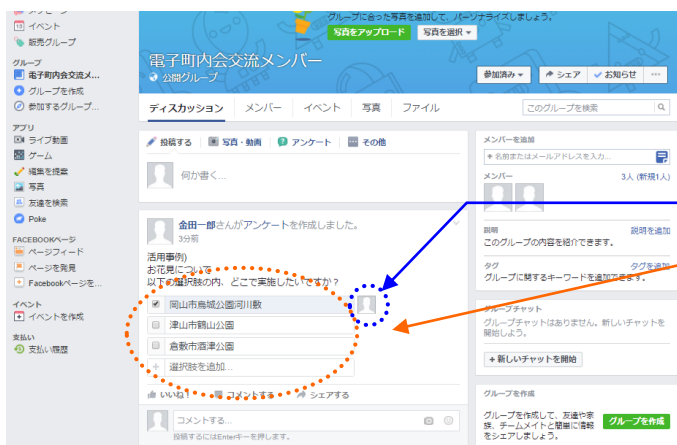 イベント
販売グループ
グループ
電子町内会交流メ...
グループを作成
参加するグループ...
アプリ
ライブ動画
ゲーム
編集を提案
写真
友達を検索
Poke
FACEBOOKページ
ページフィード
ページを発見
Facebookページを...
イベント
イベントを作成
支払い
支払い履歴
グループに合った写真を追加して、パーソナライズしましょう。
写真をアップロード 写真を選択
電子町内会交流メンバー
公開グループ
参加済み シェア お知らせ
ディスカッション メンバー イベント 写真 ファイル
このグループを検索
投稿する 写真・動画 アンケート その他
何か書く...
金田一郎さんがアンケートを作成しました。
3分前
活用事例)
お花見について
以下の選択肢の内、どこで実施したいですか?
岡山市烏城公園河川敷
津山市鶴山公園
倉敷市酒津公園
+ 選択肢を追加...
いいね! コメントする シェアする
コメントする...
投稿するにはEnterキーを押します。
メンバーを追加
+ 名前またはメールアドレスを入力...
メンバー 3人 (新規1人)
説明 説明を追加
このグループの内容を紹介できます。
タグ タグを追加
グループに関するキーワードを追加できます。
グループチャット
グループチャットはありません。新しいチャットを
開始しよう。
+ 新しいチャットを開始
グループを作成
グループを作成して、友達や家
族、チームメイトと簡単に情報
をシェアしましょう。
グループを作成